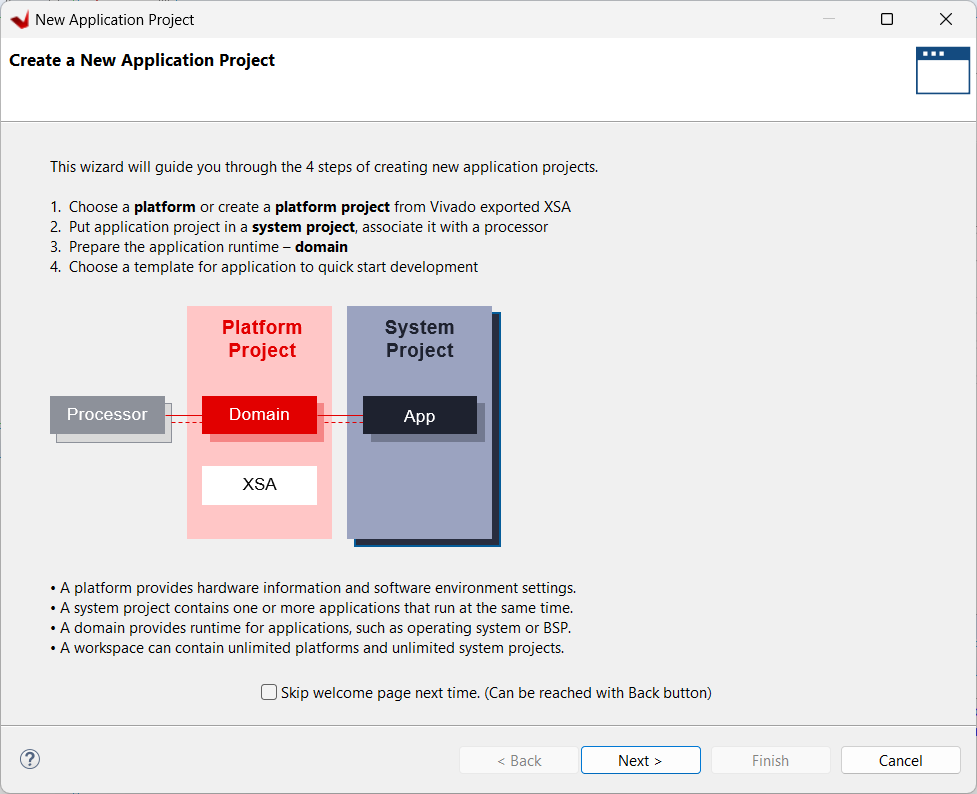 New Application Project
Create a New Application Project
This wizard will guide you through the 4 steps of creating new application projects.
1. Choose a platform or create a platform project from Vivado exported XSA
2. Put application project in a system project, associate it with a processor
3. Prepare the application runtime – domain
4. Choose a template for application to quick start development
Platform
Project
System
Project
Processor
Domain
App
XSA
• A platform provides hardware information and software environment settings.
• A system project contains one or more applications that run at the same time.
• A domain provides runtime for applications, such as operating system or BSP.
• A workspace can contain unlimited platforms and unlimited system projects.
Skip welcome page next time. (Can be reached with Back button)
?
< Back
Next >
Finish
Cancel